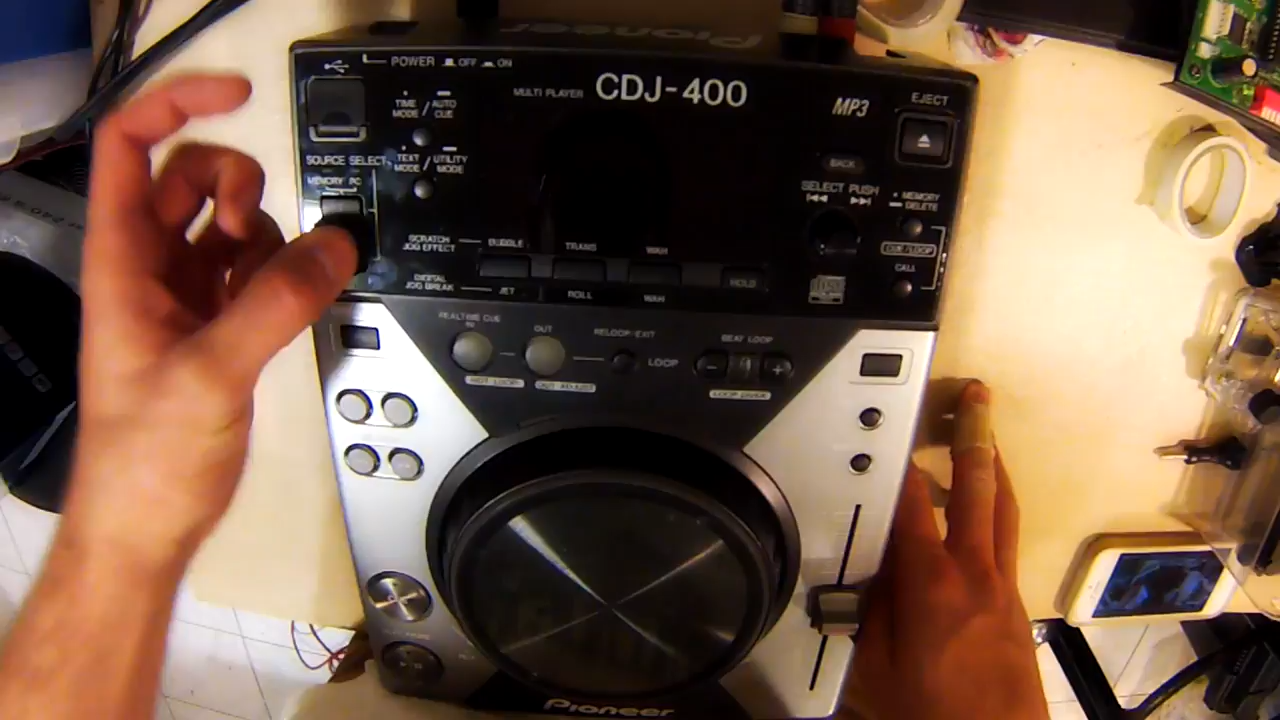 Pioneer
POWER OFF ON
MULTI PLAYER CDJ-400
MP3
EJECT
TIME MODE / AUTO CUE
TEXT MODE / UTILITY MODE
SOURCE SELECT
MEMORY PC
BACK
SELECT PUSH
MEMORY
DELETE
CUE/LOOP
CALL
SCRATCH JOG EFFECT
BUBBLE TRANS WAH
HOLD
DIGITAL JOG BREAK
JET ROLL WAH
REALTIME CUE
IN
OUT
RELOOP/EXIT
LOOP
BEAT LOOP
- +
HOT LOOP
OUT ADJUST
LOOP DIVIDE
Pioneer